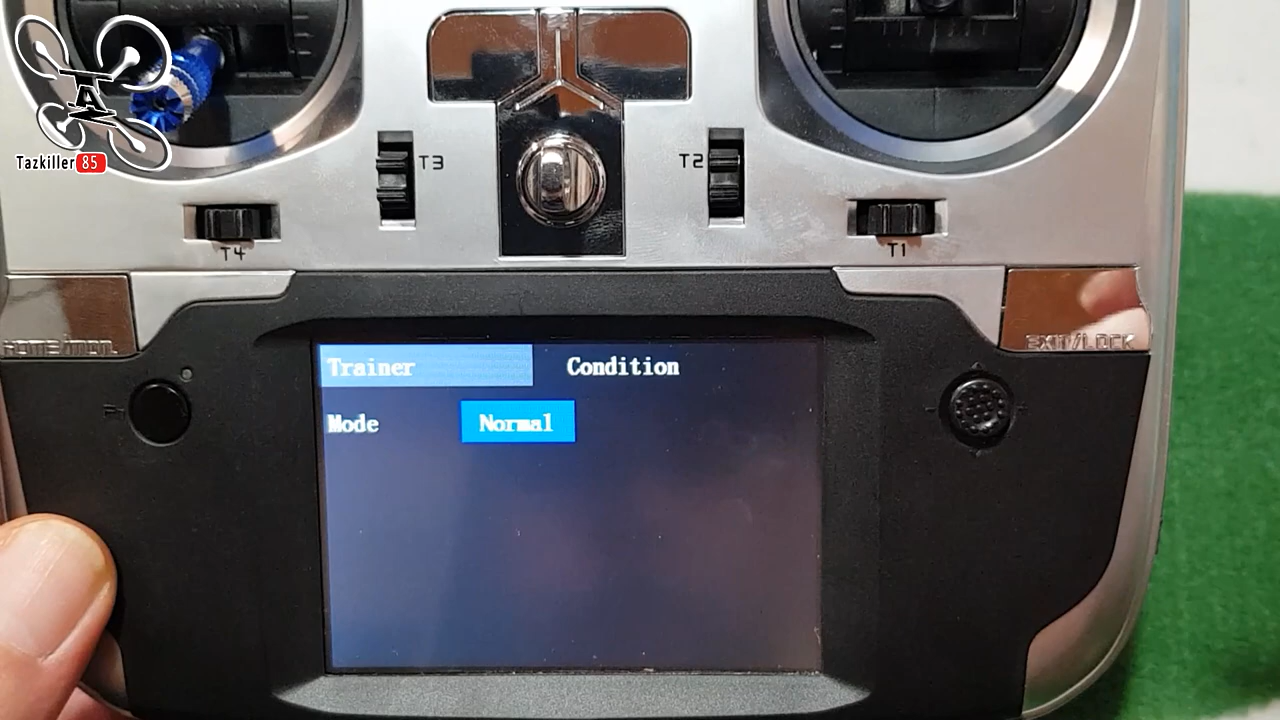 A
Tazkiller 85
T3
T2
T4
T1
HOME/MON
EXIT/LOCK
Trainer
Condition
Mode
Normal